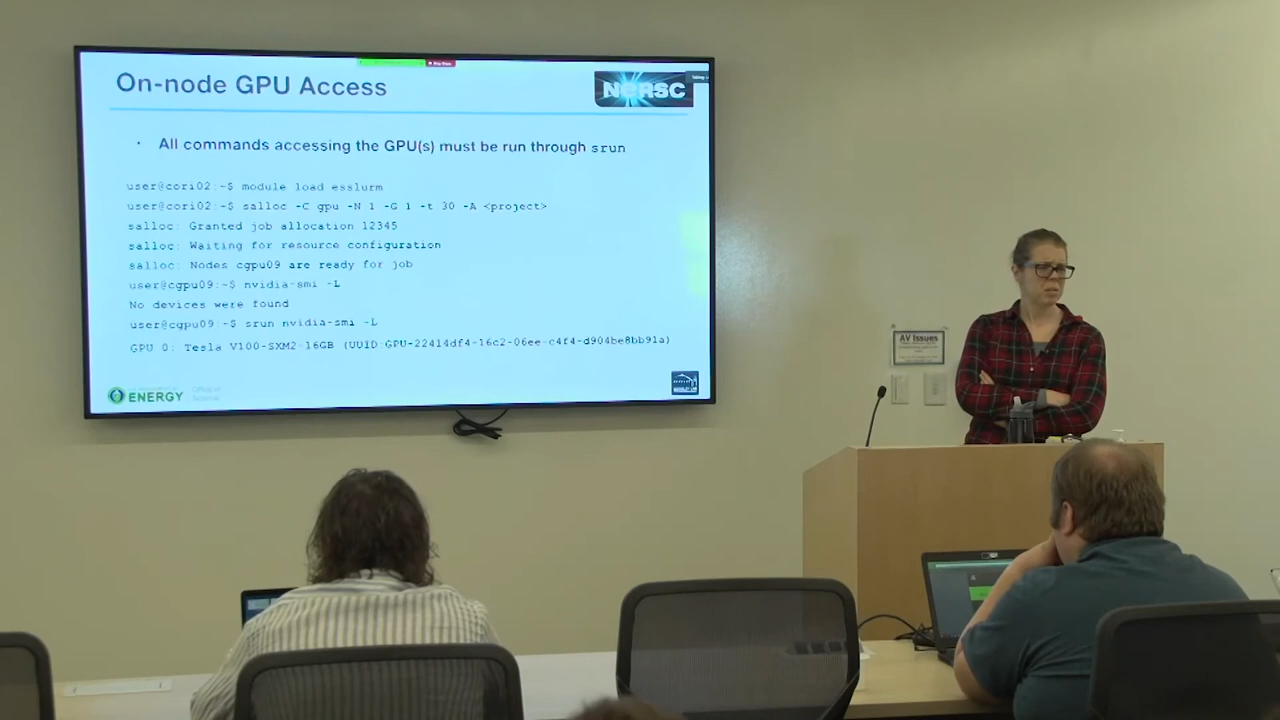 On-node GPU Access
NERSC
· All commands accessing the GPU(s) must be run through srun
user@cori02:~$ module load esslurm
user@cori02:~$ salloc -C gpu -N 1 -G 1 -t 30 -A <project>
salloc: Granted job allocation 12345
salloc: Waiting for resource configuration
salloc: Nodes cgpu09 are ready for job
user@cgpu09:~$ nvidia-smi -L
No devices were found
user@cgpu09:~$ srun nvidia-smi -L
GPU 0: Tesla V100-SXM2-16GB (UUID:GPU-22414df4-16c2-06ee-c4f4-d904be8bb91a)
ENERGY
Office of
Science
AV Issues